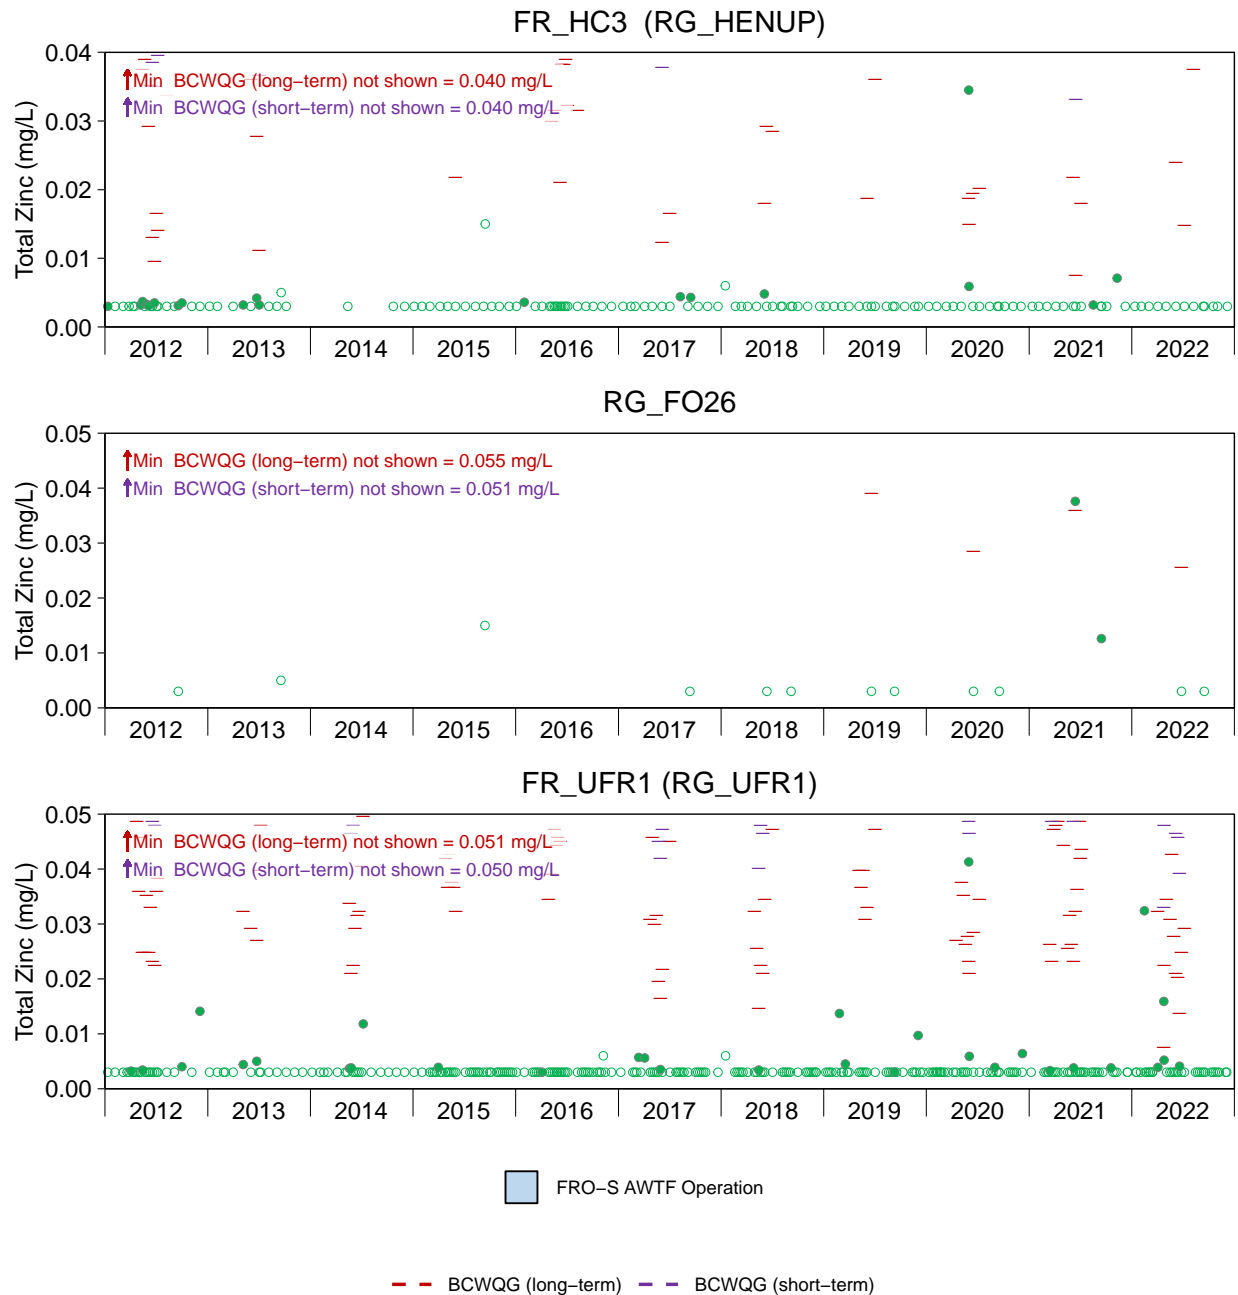 FR_HC3 (RG_HENUP)
0.04
0.03
0.02
0.01
0.00
Total Zinc (mg/L)
Min BCWQG (long−term) not shown = 0.040 mg/L
Min BCWQG (short−term) not shown = 0.040 mg/L
2012 2013 2014 2015 2016 2017 2018 2019 2020 2021 2022
RG_FO26
0.05
0.04
0.03
0.02
0.01
0.00
Total Zinc (mg/L)
Min BCWQG (long−term) not shown = 0.055 mg/L
Min BCWQG (short−term) not shown = 0.051 mg/L
2012 2013 2014 2015 2016 2017 2018 2019 2020 2021 2022
FR_UFR1 (RG_UFR1)
0.05
0.04
0.03
0.02
0.01
0.00
Total Zinc (mg/L)
Min BCWQG (long−term) not shown = 0.051 mg/L
Min BCWQG (short−term) not shown = 0.050 mg/L
2012 2013 2014 2015 2016 2017 2018 2019 2020 2021 2022
FRO−S AWTF Operation
BCWQG (long−term) BCWQG (short−term)